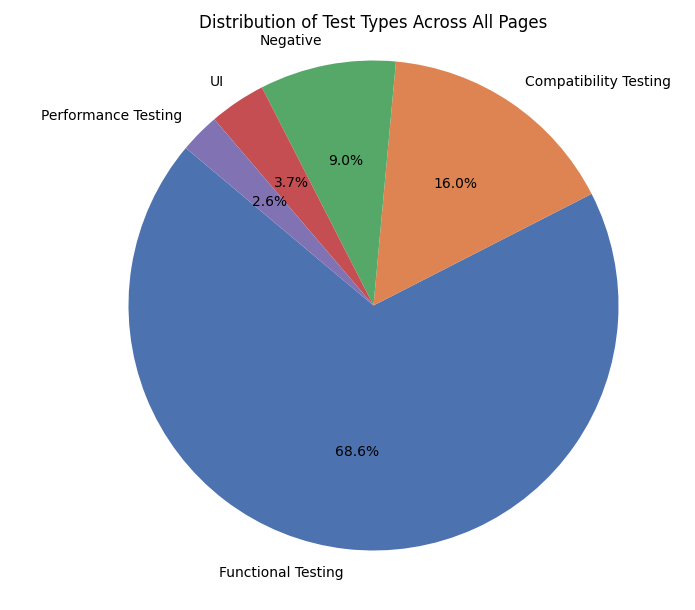 Distribution of Test Types Across All Pages
Negative
UI
Compatibility Testing
Performance Testing
9.0%
3.7%
16.0%
2.6%
68.6%
Functional Testing